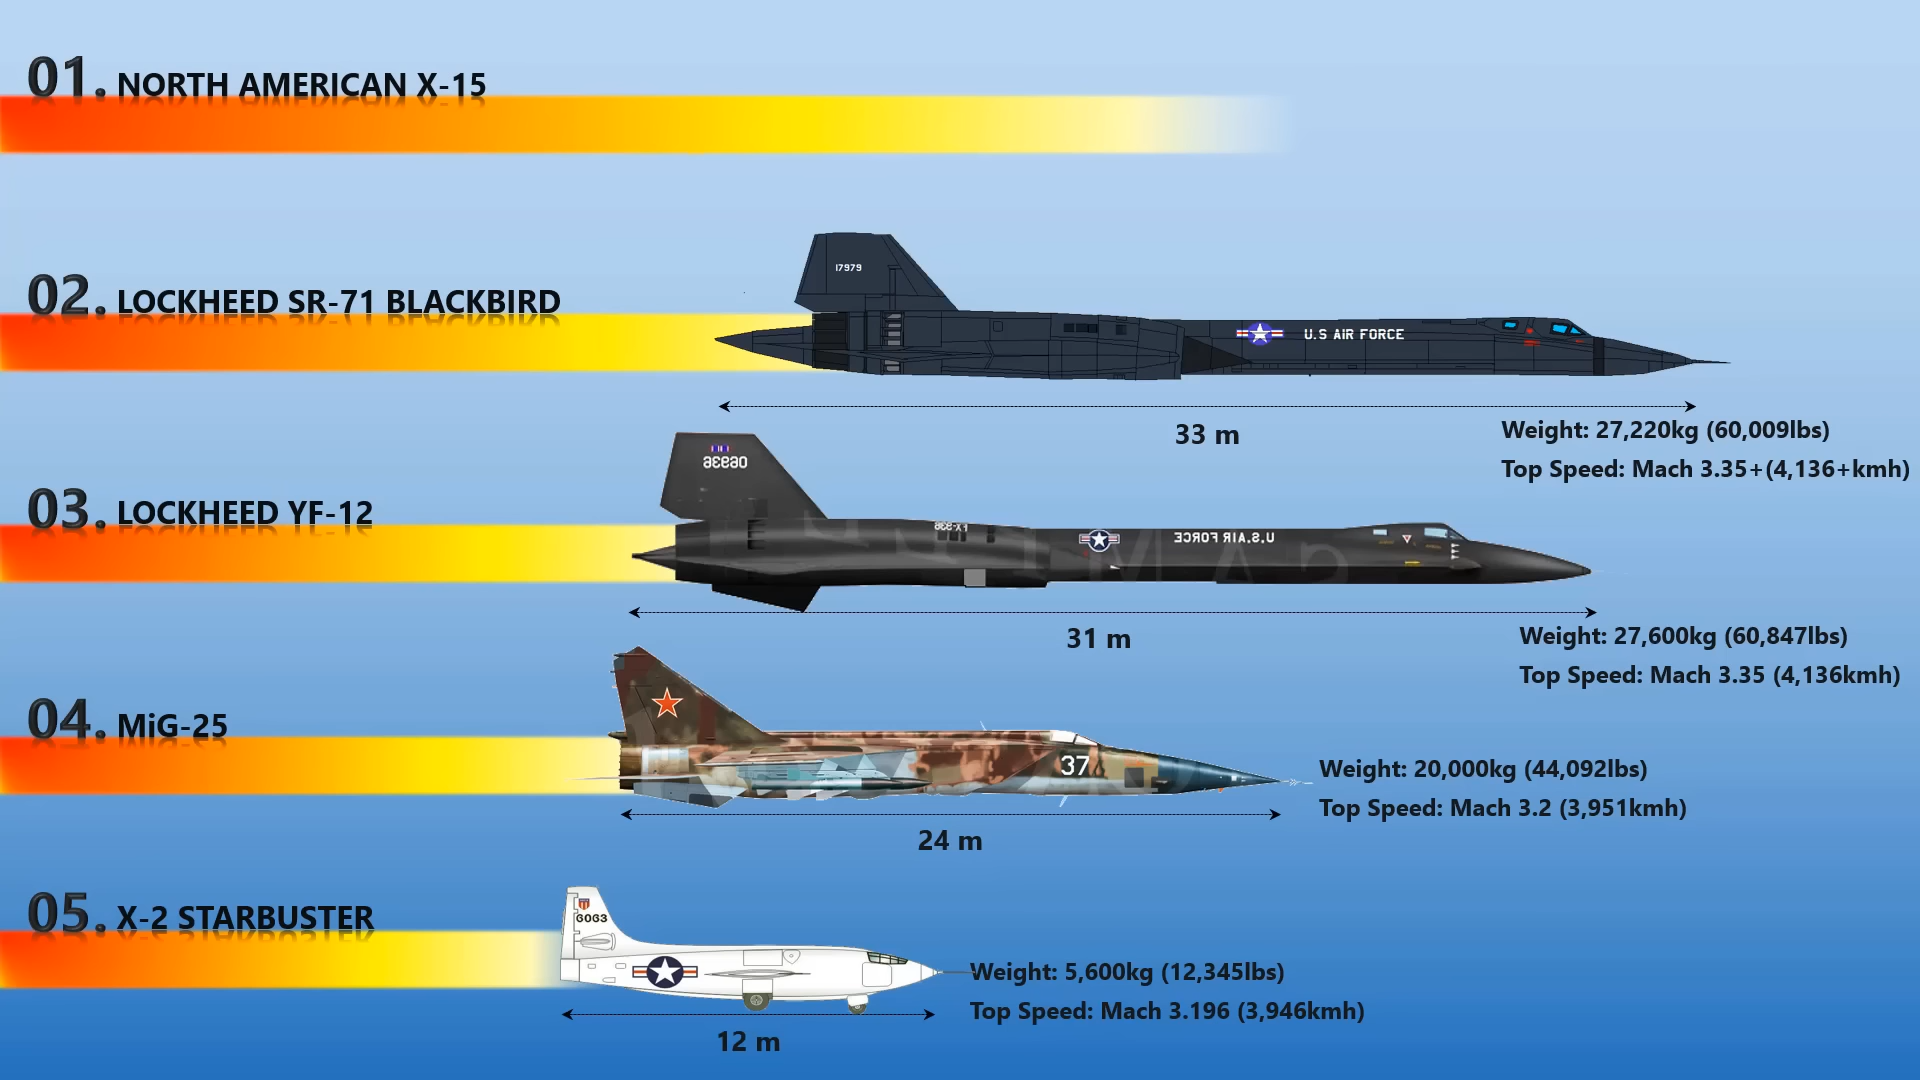 01. NORTH AMERICAN X-15
17979
02. LOCKHEED SR-71 BLACKBIRD
U.S AIR FORCE
33 m
Weight: 27,220kg (60,009lbs)
Top Speed: Mach 3.35+(4,136+kmh)
06936
03. LOCKHEED YF-12
FX-936
U.S.AIR FORCE
31 m
Weight: 27,600kg (60,847lbs)
Top Speed: Mach 3.35 (4,136kmh)
04. MiG-25
37
Weight: 20,000kg (44,092lbs)
Top Speed: Mach 3.2 (3,951kmh)
24 m
05. X-2 STARBUSTER
6063
Weight: 5,600kg (12,345lbs)
Top Speed: Mach 3.196 (3,946kmh)
12 m